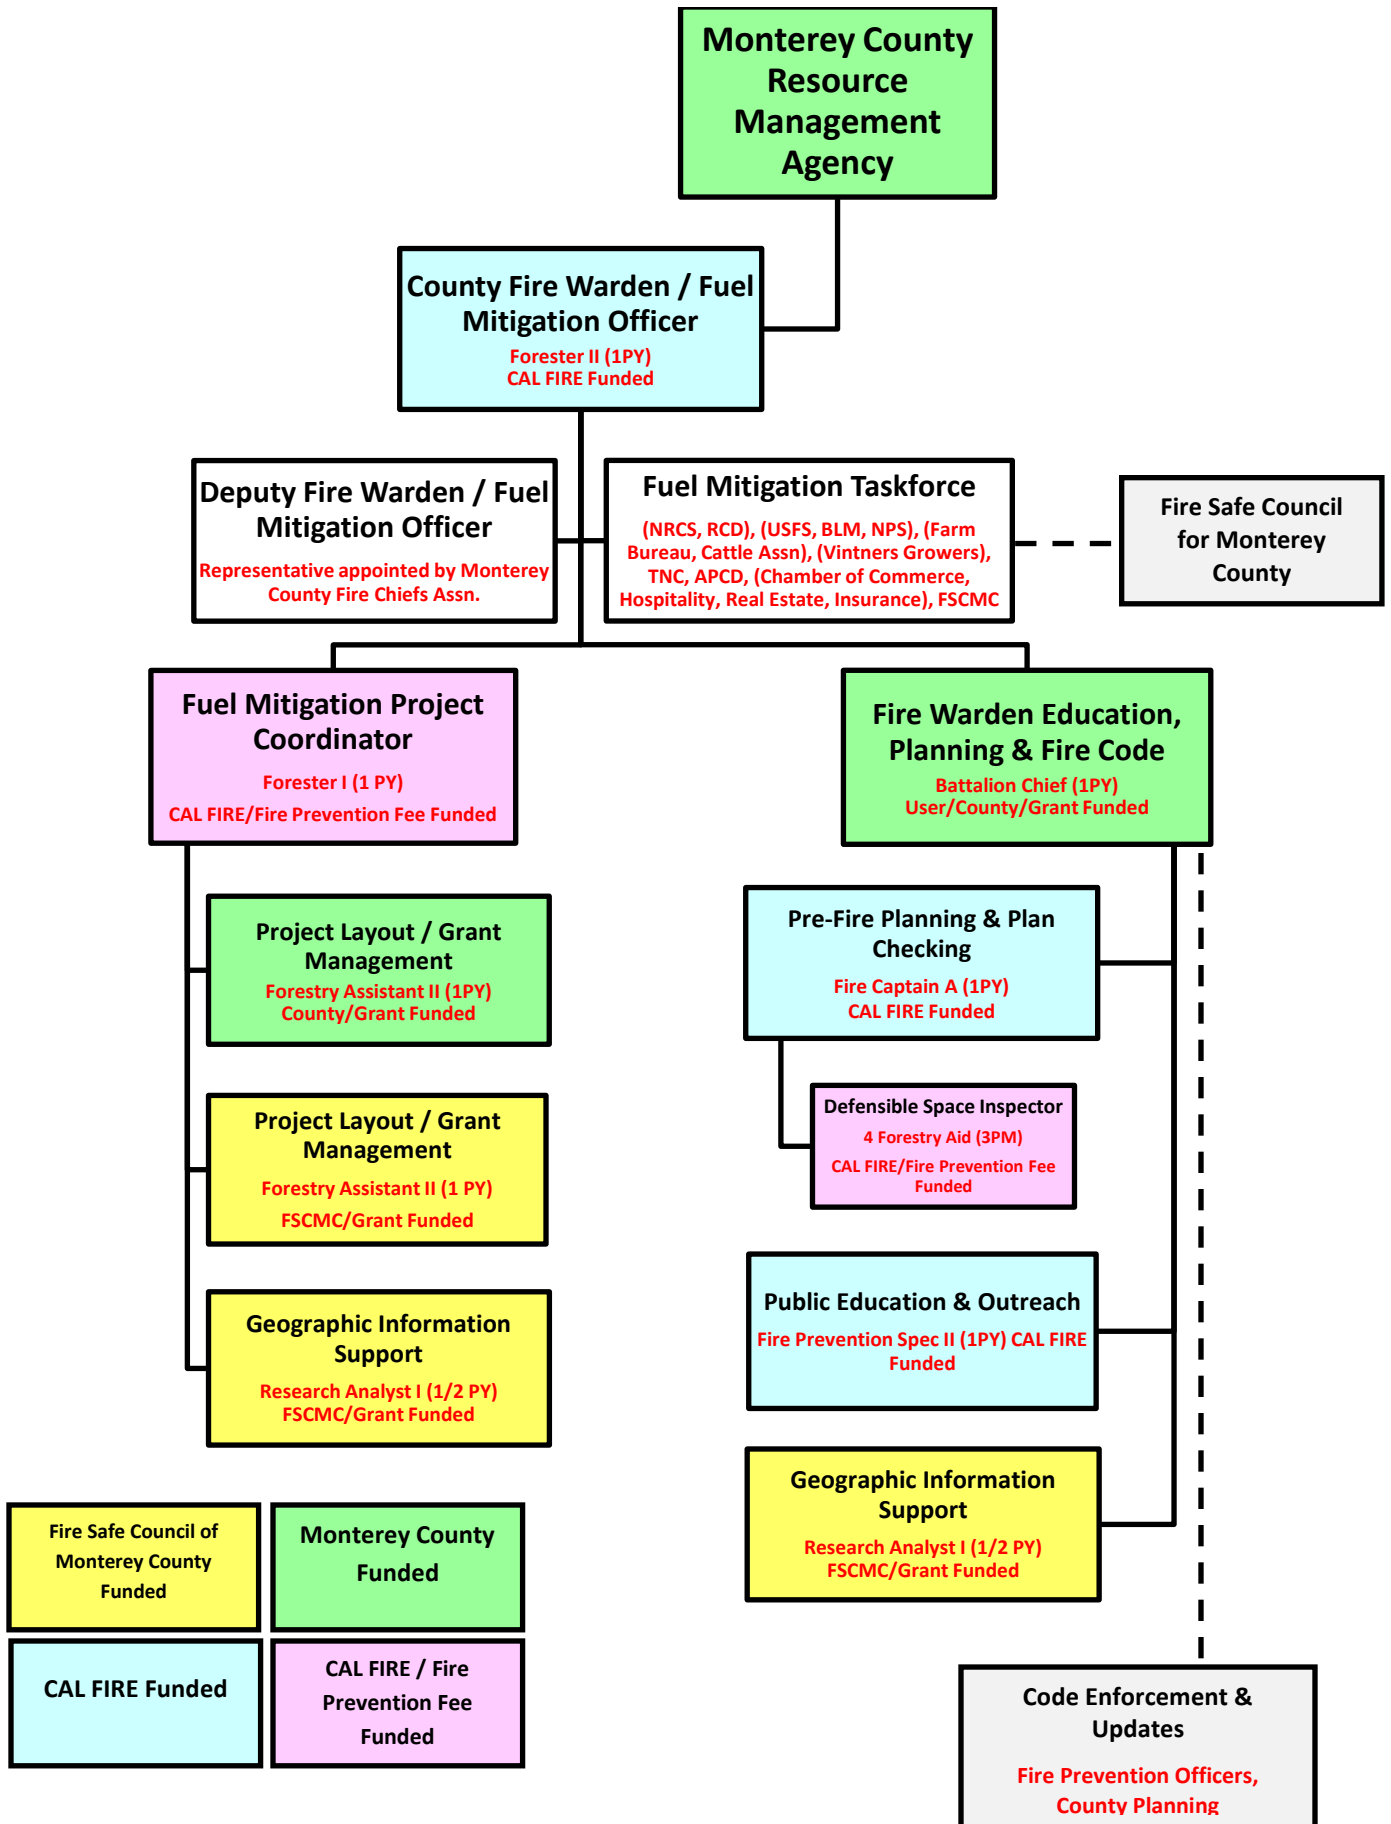 Monterey County
Resource
Management
Agency
County Fire Warden / Fuel
Mitigation Officer
Forester II (1PY)
CAL FIRE Funded
Deputy Fire Warden / Fuel
Mitigation Officer
Representative appointed by Monterey
County Fire Chiefs Assn.
Fuel Mitigation Taskforce
(NRCS, RCD), (USFS, BLM, NPS), (Farm
Bureau, Cattle Assn), (Vintners Growers),
TNC, APCD, (Chamber of Commerce,
Hospitality, Real Estate, Insurance), FSCMC
Fire Safe Council
for Monterey
County
Fuel Mitigation Project
Coordinator
Forester I (1 PY)
CAL FIRE/Fire Prevention Fee Funded
Fire Warden Education,
Planning & Fire Code
Battalion Chief (1PY)
User/County/Grant Funded
Project Layout / Grant
Management
Forestry Assistant II (1PY)
County/Grant Funded
Project Layout / Grant
Management
Forestry Assistant II (1 PY)
FSCMC/Grant Funded
Geographic Information
Support
Research Analyst I (1/2 PY)
FSCMC/Grant Funded
Pre-Fire Planning & Plan
Checking
Fire Captain A (1PY)
CAL FIRE Funded
Defensible Space Inspector
4 Forestry Aid (3PM)
CAL FIRE/Fire Prevention Fee
Funded
Public Education & Outreach
Fire Prevention Spec II (1PY) CAL FIRE
Funded
Geographic Information
Support
Research Analyst I (1/2 PY)
FSCMC/Grant Funded
Fire Safe Council of
Monterey County
Funded
Monterey County
Funded
CAL FIRE Funded
CAL FIRE / Fire
Prevention Fee
Funded
Code Enforcement &
Updates
Fire Prevention Officers,
County Planning